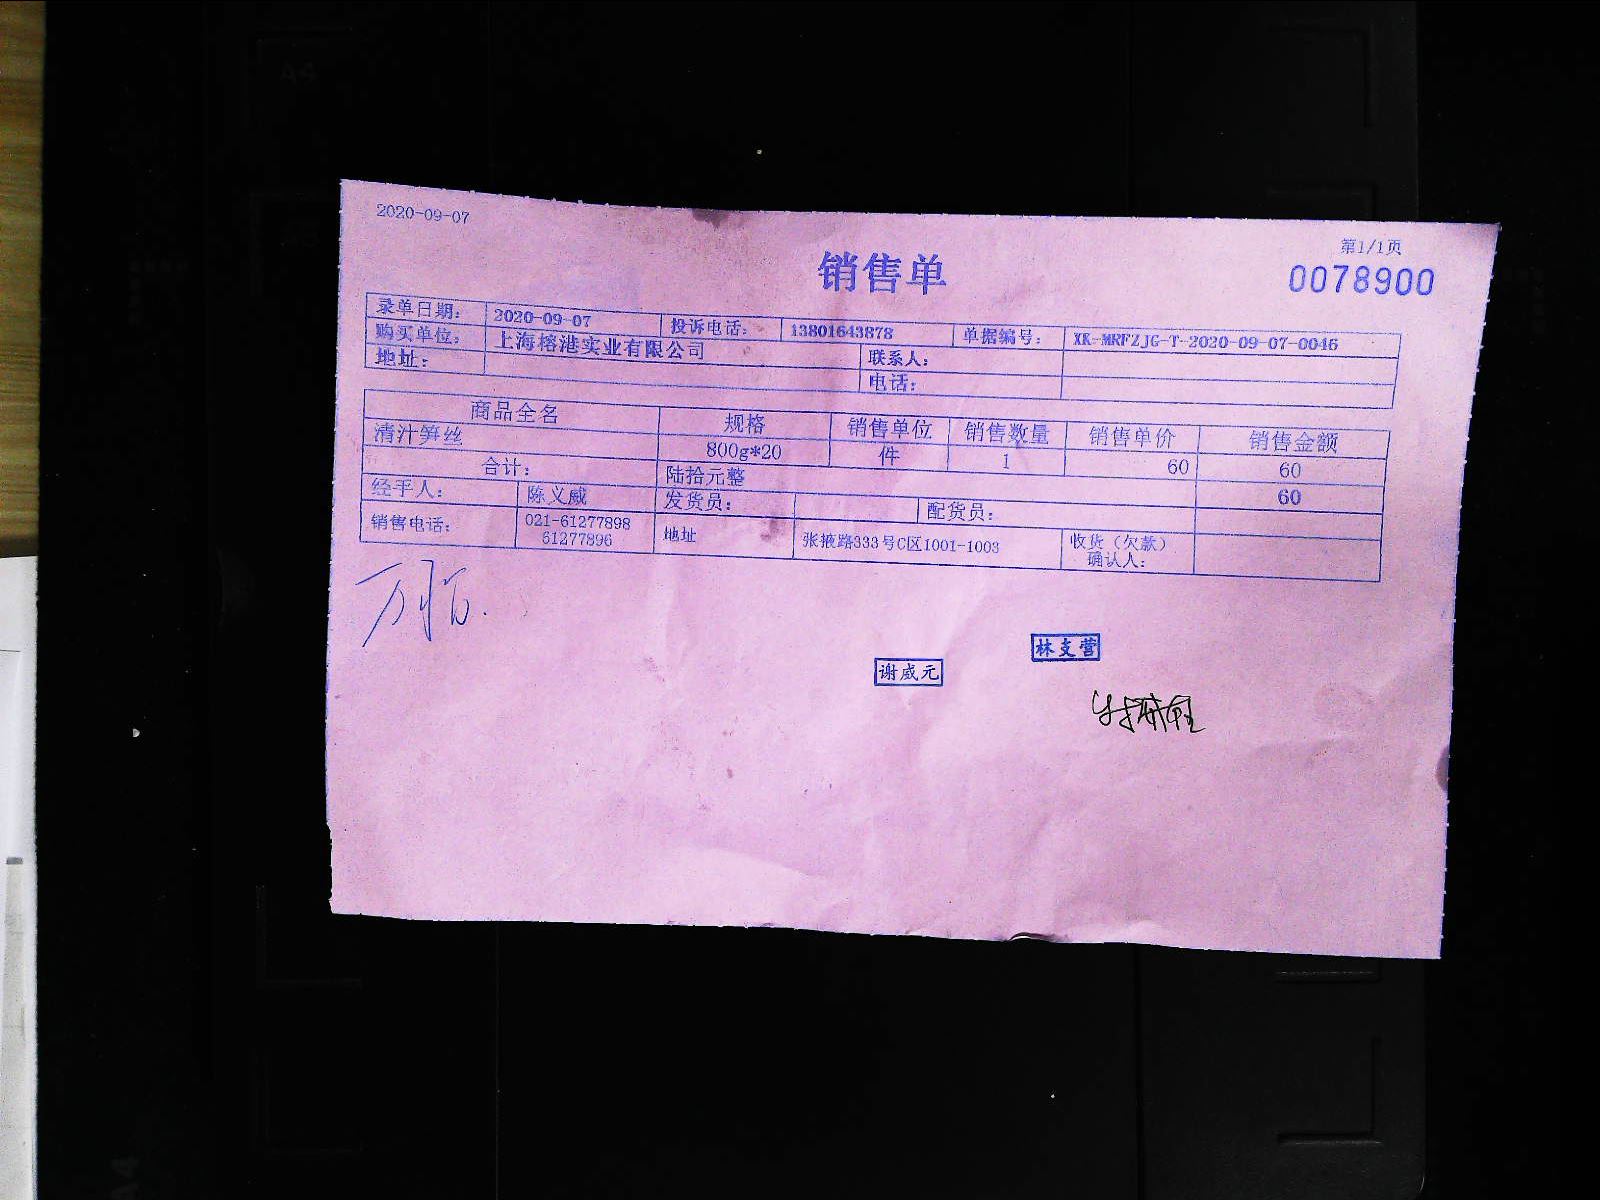 2020-09-07
第1/1页
销售单
0078900
录单日期： 2020-09-07 投诉电话： 13801643878 单据编号： XK-MRFZJG-T-2020-09-07-0046
购买单位： 上海榕港实业有限公司 联系人：
地址： 电话：
商品全名 规格 销售单位 销售数量 销售单价 销售金额
清汁笋丝 800g*20 件 1 60 60
合计： 陆拾元整 60
经手人： 陈义威 发货员： 配货员：
销售电话： 021-61277898 地址 张掖路333号C区1001-1003 收货（欠款）
61277896 确认人：
林支营
谢威元